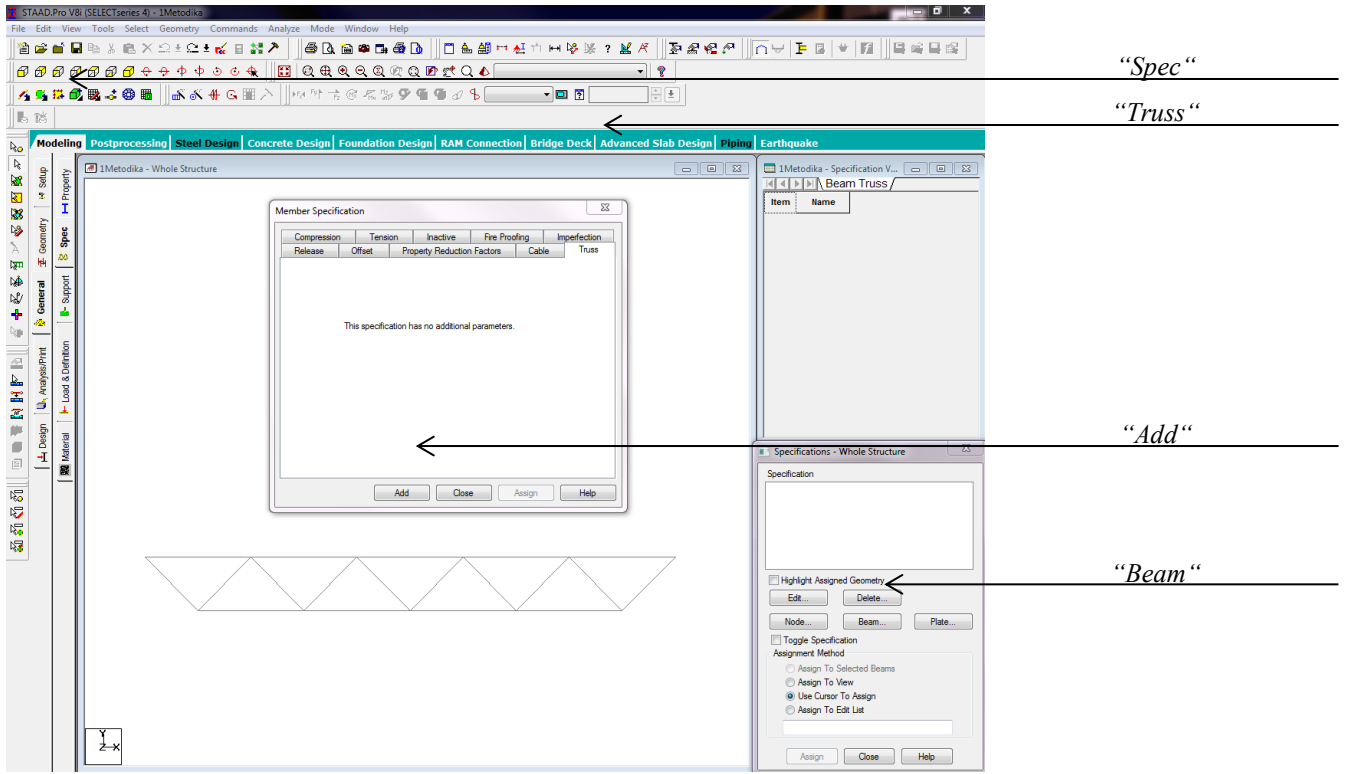 STAAD.Pro V8i (SELECTseries 4) - 1Metodika
File Edit View Tools Select Geometry Commands Analyze Mode Window Help
“Spec“
“Truss“
Modeling Postprocessing Steel Design Concrete Design Foundation Design RAM Connection Bridge Deck Advanced Slab Design Piping Earthquake
Setup
Geometry
General
Analysis/Print
Design
Property
Spec
Support
Load & Definition
Material
1Metodika - Whole Structure
Member Specification
Compression Tension Inactive Fire Proofing Imperfection
Release Offset Property Reduction Factors Cable Truss
This specification has no additional parameters.
Add Close Assign Help
1Metodika - Specification V...
Beam Truss
Item Name
“Add“
Specifications - Whole Structure
Specification
“Beam“
Highlight Assigned Geometry
Edit... Delete...
Node... Beam... Plate...
Toggle Specification
Assignment Method
Assign To Selected Beams
Assign To View
Use Cursor To Assign
Assign To Edit List
Assign Close Help
Y
Z X